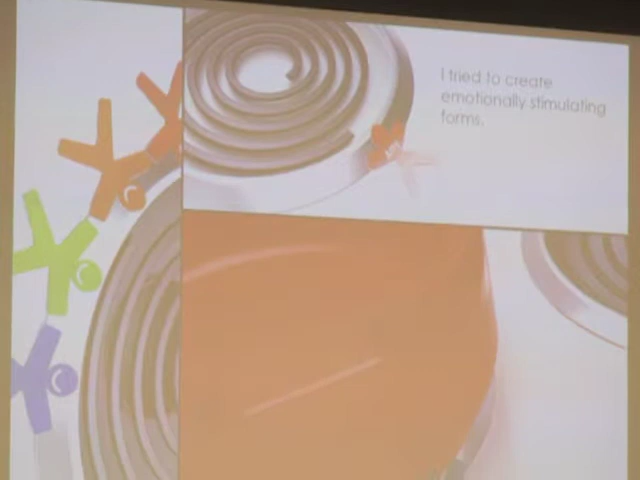 I tried to create
emotionally stimulating
forms.